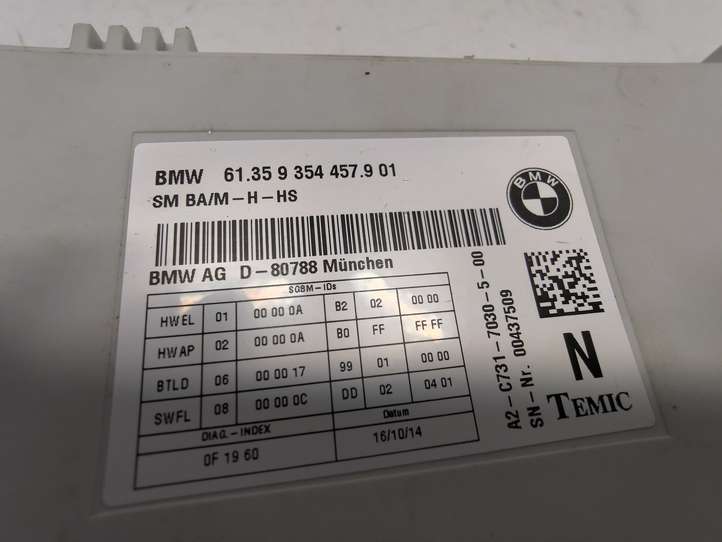 BMW 61.35 9 354 457.9 01
SM BA/M-H-HS
BMW
BMW AG D-80788 München
SGBM-IDs
HWEL 01 00 00 0A B2 02 00 00
HWAP 02 00 00 0A B0 FF FF FF
BTLD 06 00 00 17 99 01 00 00
SWFL 08 00 00 0C DD 02 04 01
DIAG.-INDEX Datum
0F 19 60 16/10/14
A2-C731-7030-5-00
SN-Nr. 00437509
N
TEMIC